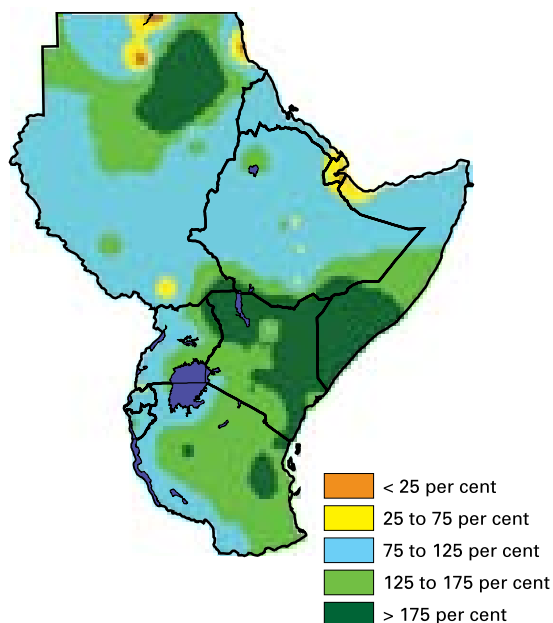 < 25 per cent
25 to 75 per cent
75 to 125 per cent
125 to 175 per cent
> 175 per cent